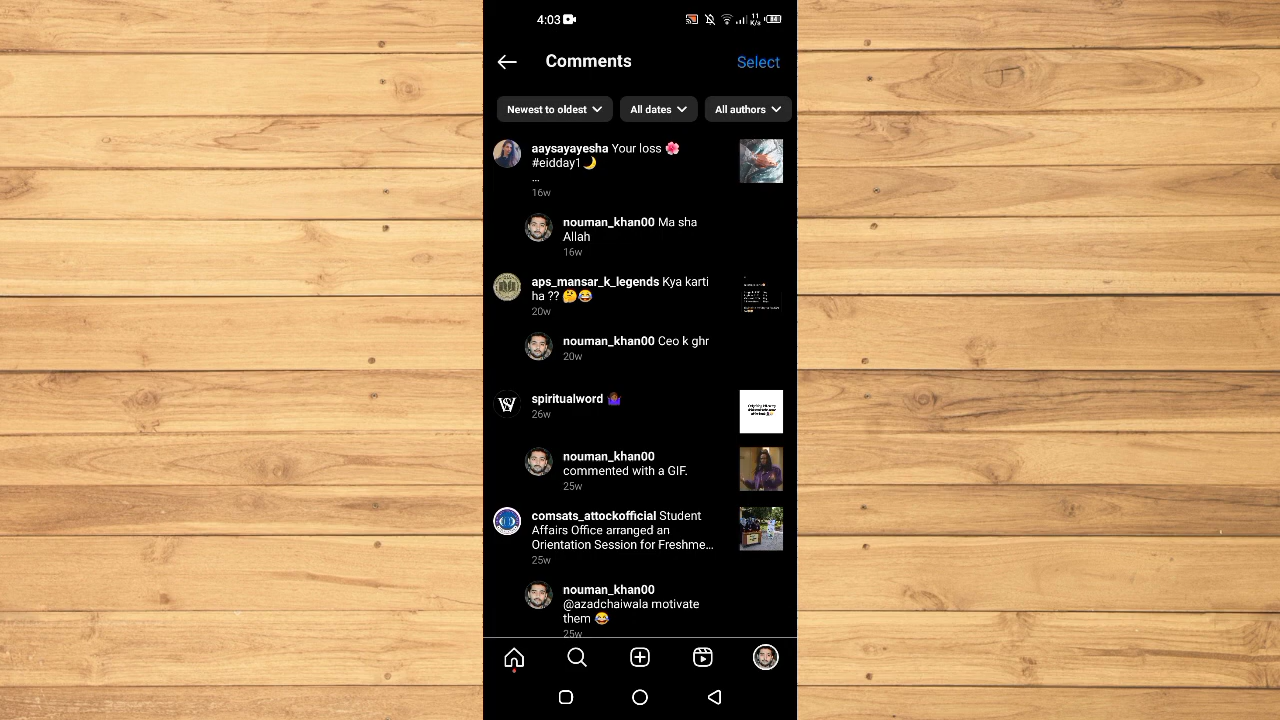 4:03
11
K/s
84
Comments
Select
Newest to oldest
All dates
All authors
aaysayayesha Your loss 🌸
#eidday1🌙
...
16w
nouman_khan00 Ma sha
Allah
16w
aps_mansar_k_legends Kya karti
ha ?? 🤔😂
20w
nouman_khan00 Ceo k ghr
20w
spiritualword 🤷🏾‍♀️
26w
nouman_khan00
commented with a GIF.
25w
comsats_attockofficial Student
Affairs Office arranged an
Orientation Session for Freshme...
25w
nouman_khan00
@azadchaiwala motivate
them 😂
25w